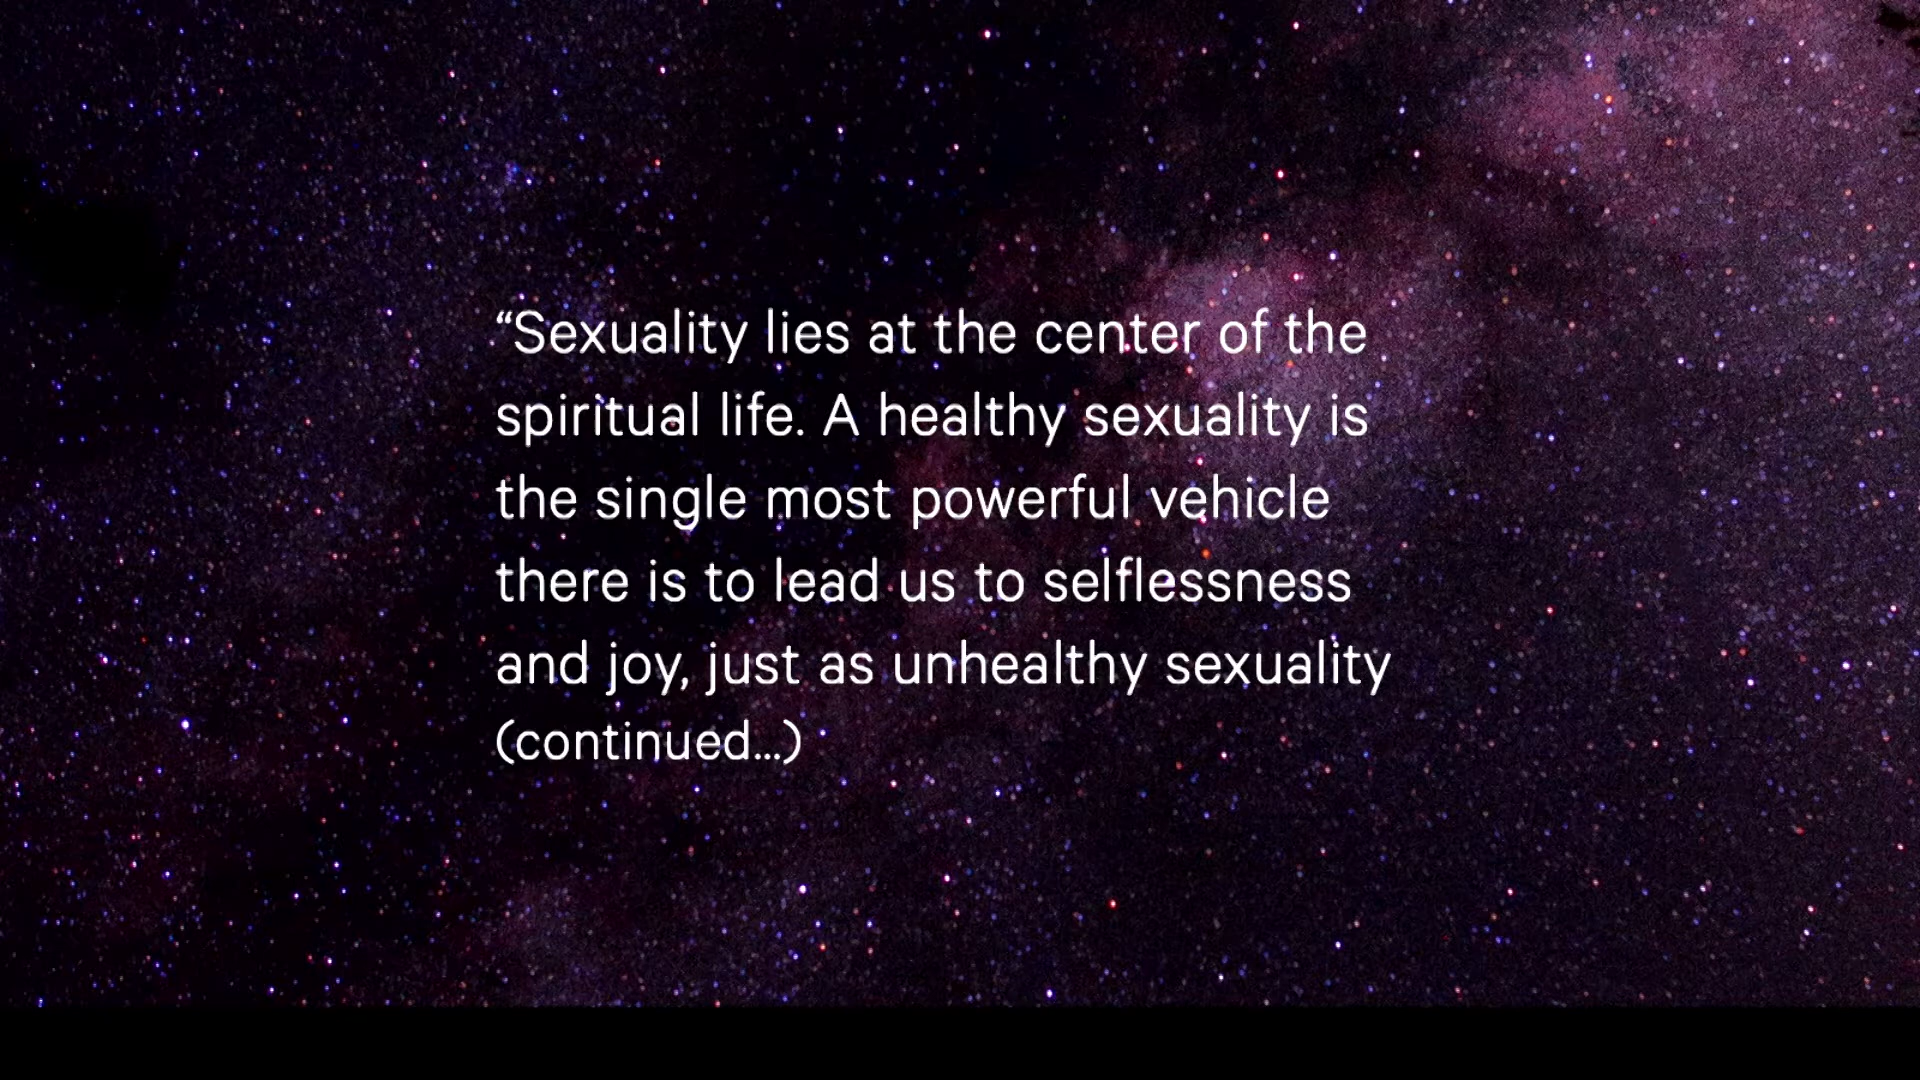 “Sexuality lies at the center of the
spiritual life. A healthy sexuality is
the single most powerful vehicle
there is to lead us to selflessness
and joy, just as unhealthy sexuality
(continued...)